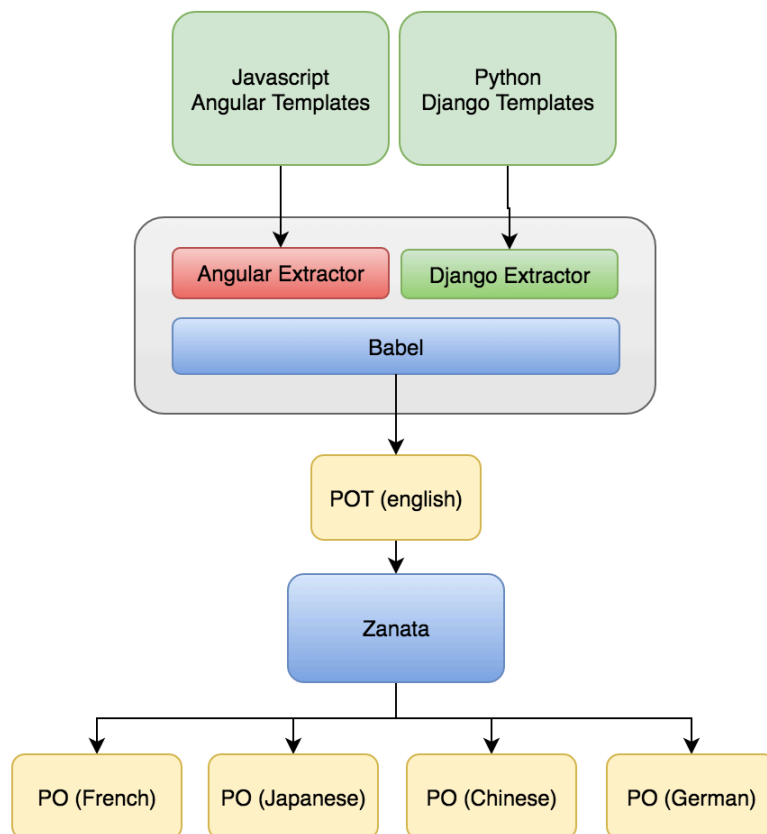 Javascript
Angular Templates
Python
Django Templates
Angular Extractor
Django Extractor
Babel
POT (english)
Zanata
PO (French)
PO (Japanese)
PO (Chinese)
PO (German)